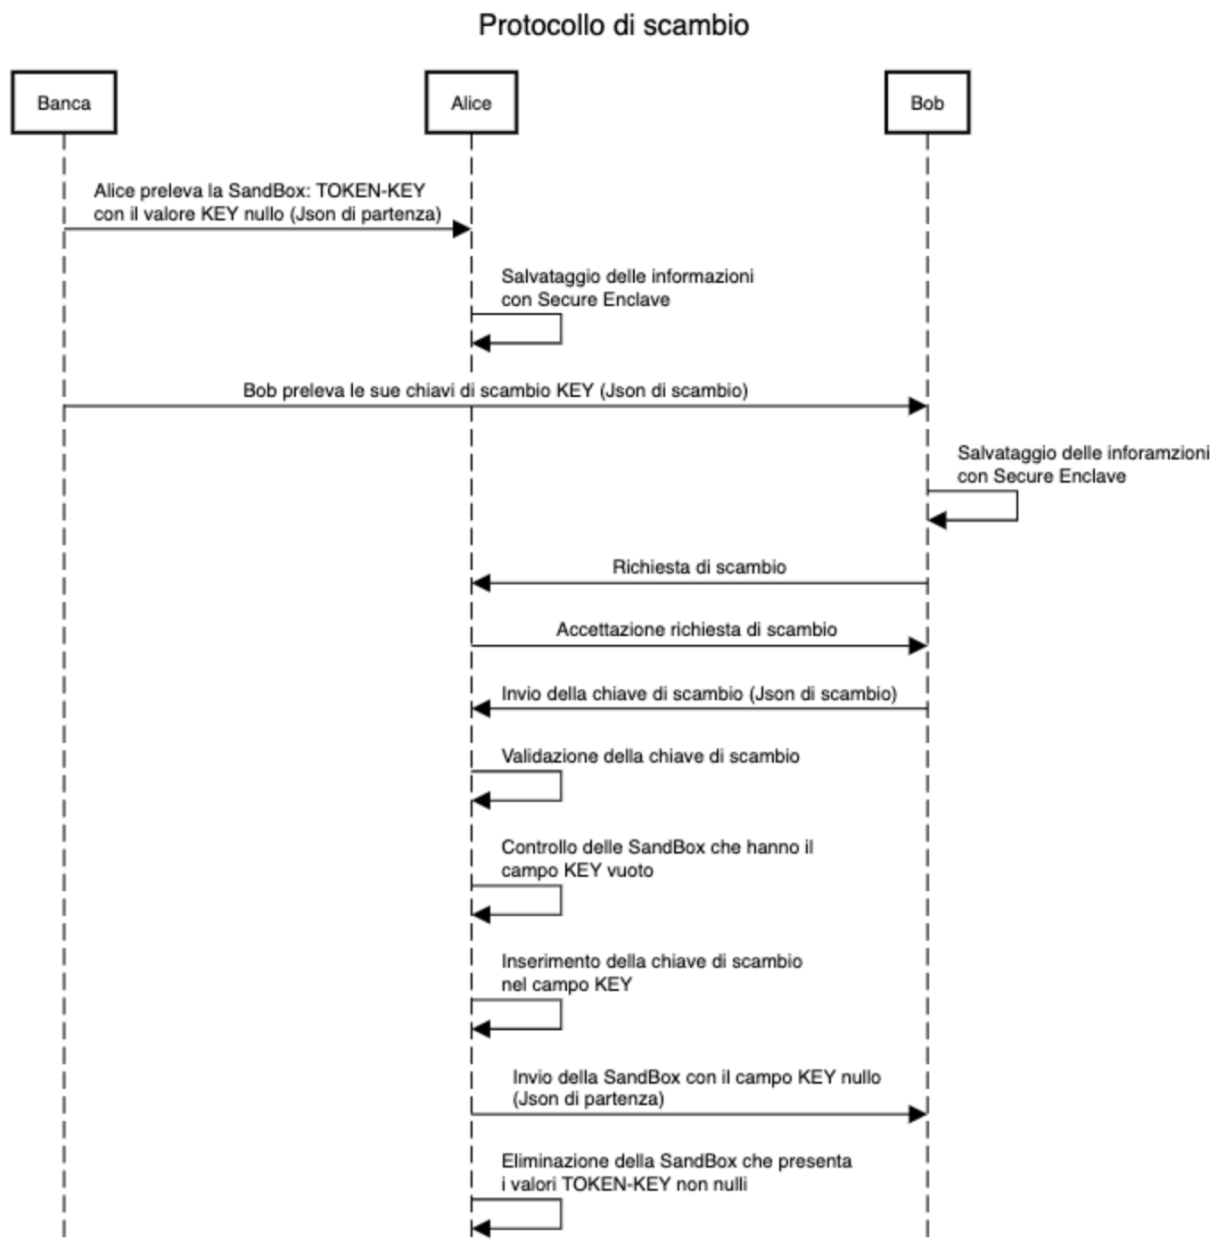 Protocollo di scambio
Banca
Alice
Bob
Alice preleva la SandBox: TOKEN-KEY
con il valore KEY nullo (Json di partenza)
Salvataggio delle informazioni
con Secure Enclave
Bob preleva le sue chiavi di scambio KEY (Json di scambio)
Salvataggio delle inforamzioni
con Secure Enclave
Richiesta di scambio
Accettazione richiesta di scambio
Invio della chiave di scambio (Json di scambio)
Validazione della chiave di scambio
Controllo delle SandBox che hanno il
campo KEY vuoto
Inserimento della chiave di scambio
nel campo KEY
Invio della SandBox con il campo KEY nullo
(Json di partenza)
Eliminazione della SandBox che presenta
i valori TOKEN-KEY non nulli